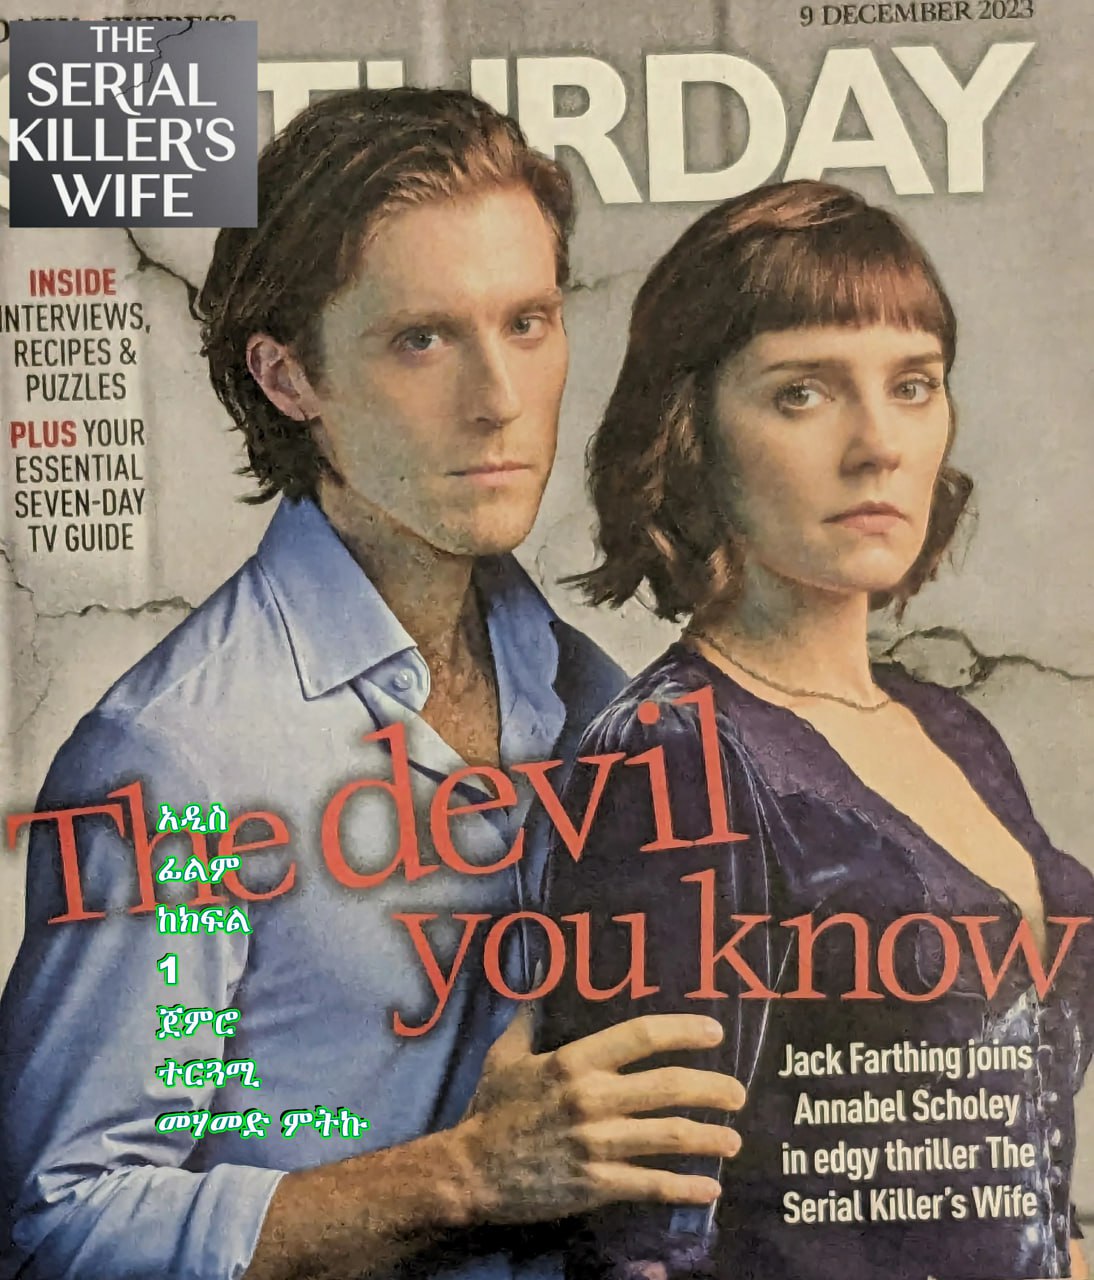 EXPRESS
9 DECEMBER 2023
THE
SERIAL
KILLER'S
WIFE
TURDAY
INSIDE
INTERVIEWS,
RECIPES &
PUZZLES
PLUS YOUR
ESSENTIAL
SEVEN-DAY
TV GUIDE
The devil
you know
አዲስ
ፊልም
ከክፍል
1
ጀምሮ
ተርጓሚ
መሃመድ ምትኩ
Jack Farthing joins
Annabel Scholey
in edgy thriller The
Serial Killer's Wife